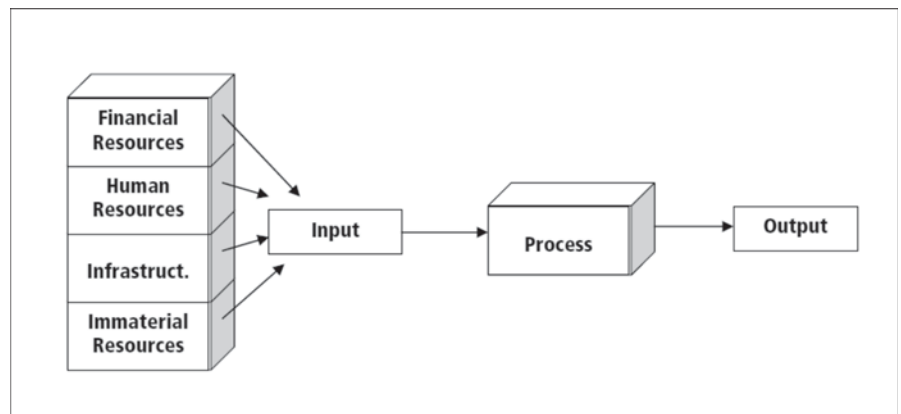 Financial
Resources
Human
Resources
Infrastruct.
Immaterial
Resources
Input
Process
Output